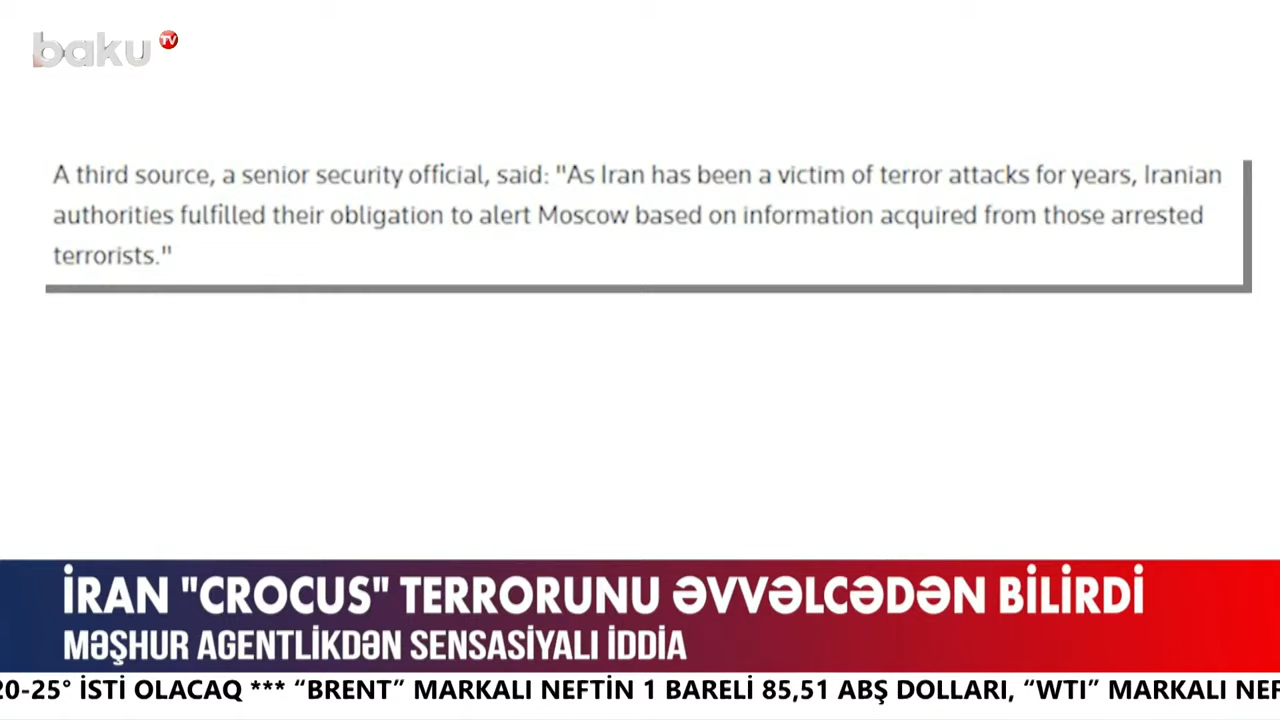 baku TV
A third source, a senior security official, said: "As Iran has been a victim of terror attacks for years, Iranian
authorities fulfilled their obligation to alert Moscow based on information acquired from those arrested
terrorists."
İRAN "CROCUS" TERRORUNU ƏVVƏLCƏDƏN BİLİRDİ
MƏŞHUR AGENTLİKDƏN SENSASİYALI İDDİA
20-25° İSTİ OLACAQ *** “BRENT” MARKALI NEFTİN 1 BARELİ 85,51 ABŞ DOLLARI, “WTI” MARKALI NEF